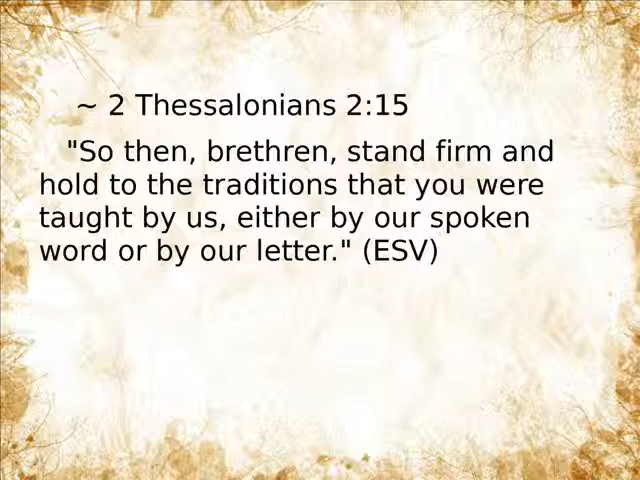 ~ 2 Thessalonians 2:15
"So then, brethren, stand firm and
hold to the traditions that you were
taught by us, either by our spoken
word or by our letter." (ESV)